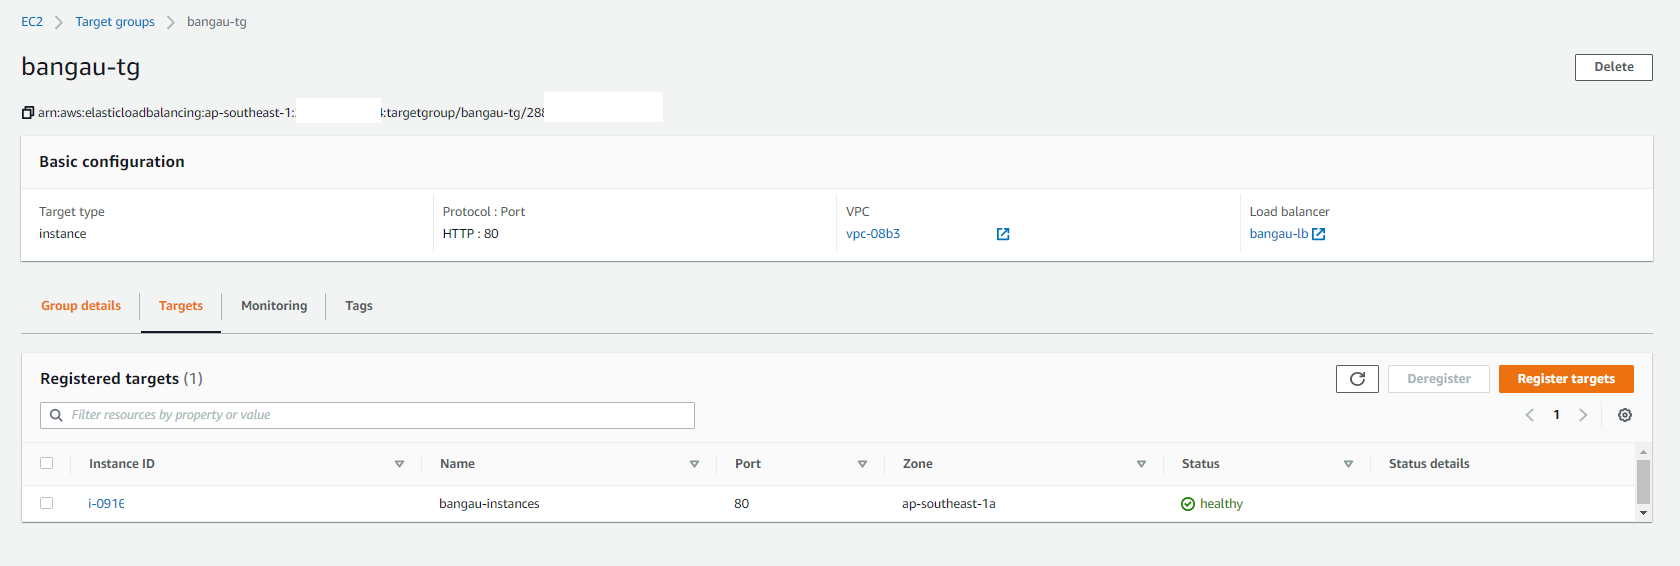 EC2 > Target groups > bangau-tg
bangau-tg
Delete
arn:aws:elasticloadbalancing:ap-southeast-1: :targetgroup/bangau-tg/28
Basic configuration
Target type
instance
Protocol : Port
HTTP : 80
VPC
vpc-08b3
Load balancer
bangau-lb
Group details Targets Monitoring Tags
Registered targets (1)
Deregister Register targets
Filter resources by property or value
1
Instance ID Name Port Zone Status Status details
i-0916 bangau-instances 80 ap-southeast-1a healthy